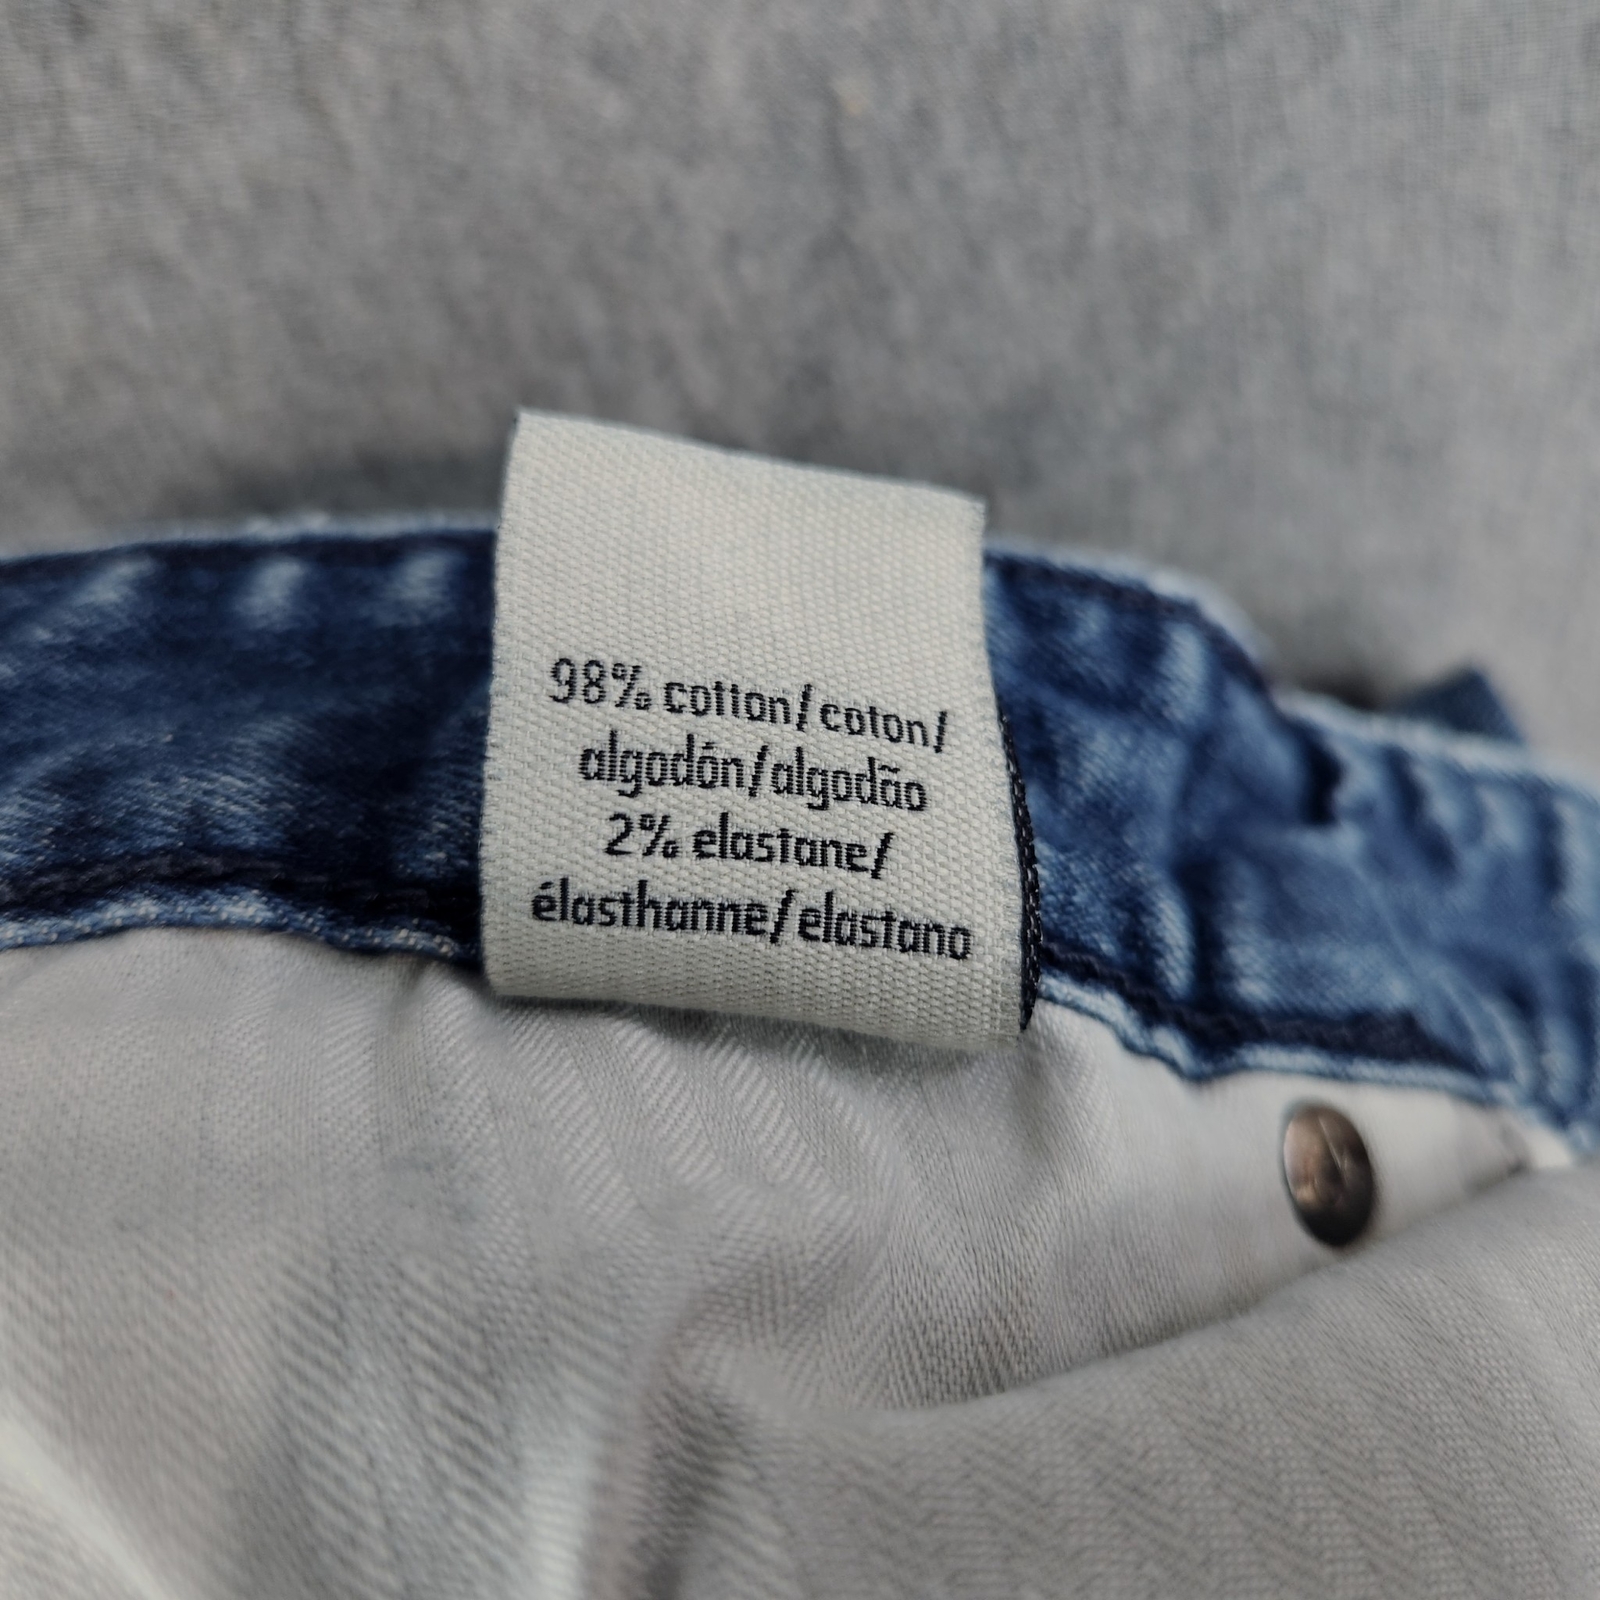 98% cotton/coton/
algodón/algodão
2% elastane/
élasthanne/elastano